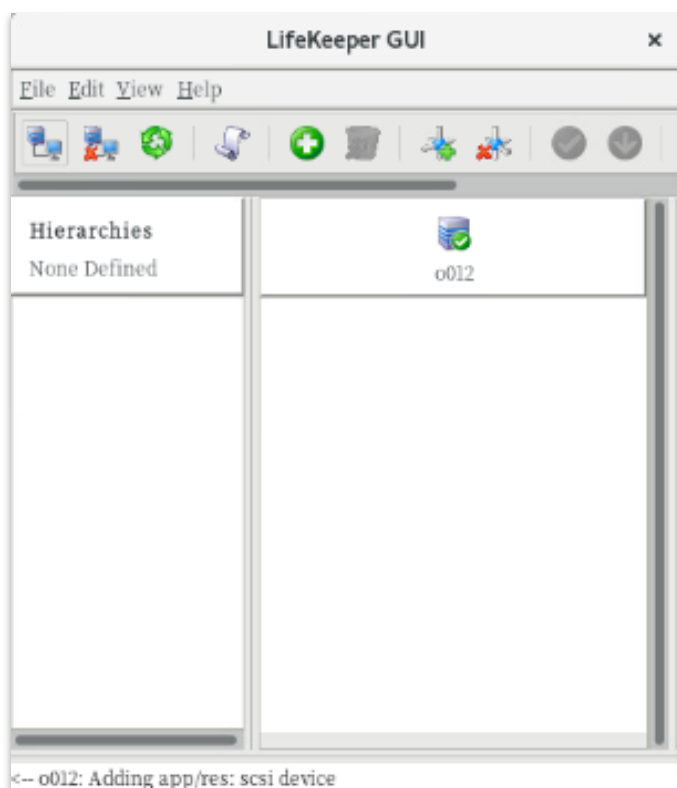 LifeKeeper GUI
File Edit View Help
Hierarchies
None Defined
o012
<-- o012: Adding app/res: scsi device